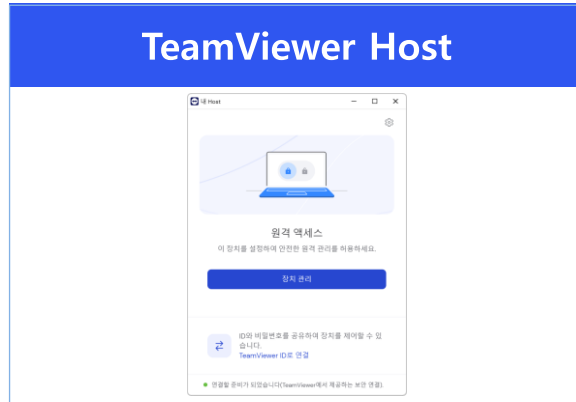 TeamViewer Host
내 Host
원격 액세스
이 장치를 설정하여 안전한 원격 관리를 허용하세요.
장치 관리
ID와 비밀번호를 공유하여 장치를 제어할 수 있
습니다.
TeamViewer ID로 연결
연결할 준비가 되었습니다(TeamViewer에서 제공하는 보안 연결).